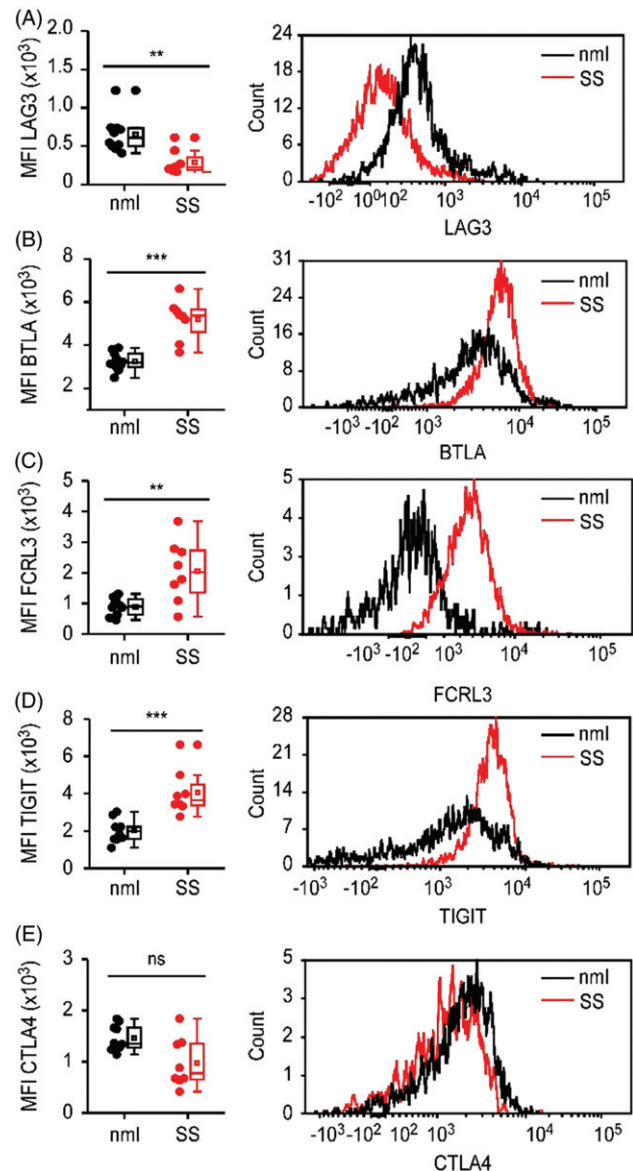 (A)
MFI LAG3 (x10³)
2.0
1.5
1.0
0.5
0
**
nml SS
Count
24
18
12
6
0
nml
SS
-10² 10⁰ 10² 10³ 10⁴ 10⁵
LAG3
(B)
MFI BTLA (x10³)
8
6
4
2
***
nml SS
Count
31
24
16
8
0
nml
SS
-10³ -10² 10³ 10⁴ 10⁵
BTLA
(C)
MFI FCRL3 (x10³)
5
4
3
2
1
0
**
nml SS
Count
5
4
3
1
0
nml
SS
-10³ -10² 10³ 10⁴ 10⁵
FCRL3
(D)
MFI TIGIT (x10³)
8
6
4
2
0
***
nml SS
Count
28
21
14
7
0
nml
SS
-10³ -10² 10³ 10⁴ 10⁵
TIGIT
(E)
MFI CTLA4 (x10³)
4
3
2
1
0
ns
nml SS
Count
5
4
3
1
0
nml
SS
-10³ -10² 10² 10³ 10⁴ 10⁵
CTLA4